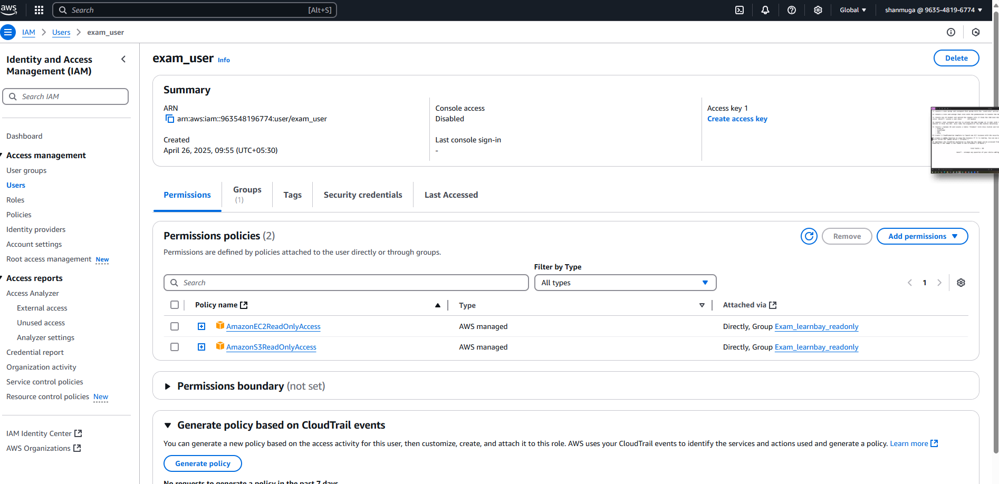 aws
Search
[Alt+S]
Global
shanmuga @ 9635-4819-6774
IAM
Users
exam_user
Identity and Access
Management (IAM)
Search IAM
Dashboard
Access management
User groups
Users
Roles
Policies
Identity providers
Account settings
Root access management New
Access reports
Access Analyzer
External access
Unused access
Analyzer settings
Credential report
Organization activity
Service control policies
Resource control policies New
IAM Identity Center
AWS Organizations
exam_user Info
Delete
Summary
ARN
arn:aws:iam::963548196774:user/exam_user
Created
April 26, 2025, 09:55 (UTC+05:30)
Console access
Disabled
Last console sign-in
-
Access key 1
Create access key
Permissions
Groups
(1)
Tags
Security credentials
Last Accessed
Permissions policies (2)
Remove
Add permissions
Permissions are defined by policies attached to the user directly or through groups.
Filter by Type
Search
All types
1
Policy name
Type
Attached via
AmazonEC2ReadOnlyAccess AWS managed Directly, Group Exam_learnbay_readonly
AmazonS3ReadOnlyAccess AWS managed Directly, Group Exam_learnbay_readonly
Permissions boundary (not set)
Generate policy based on CloudTrail events
You can generate a new policy based on the access activity for this user, then customize, create, and attach it to this role. AWS uses your CloudTrail events to identify the services and actions used and generate a policy. Learn more
Generate policy
No requests to generate a policy in the past 7 days.